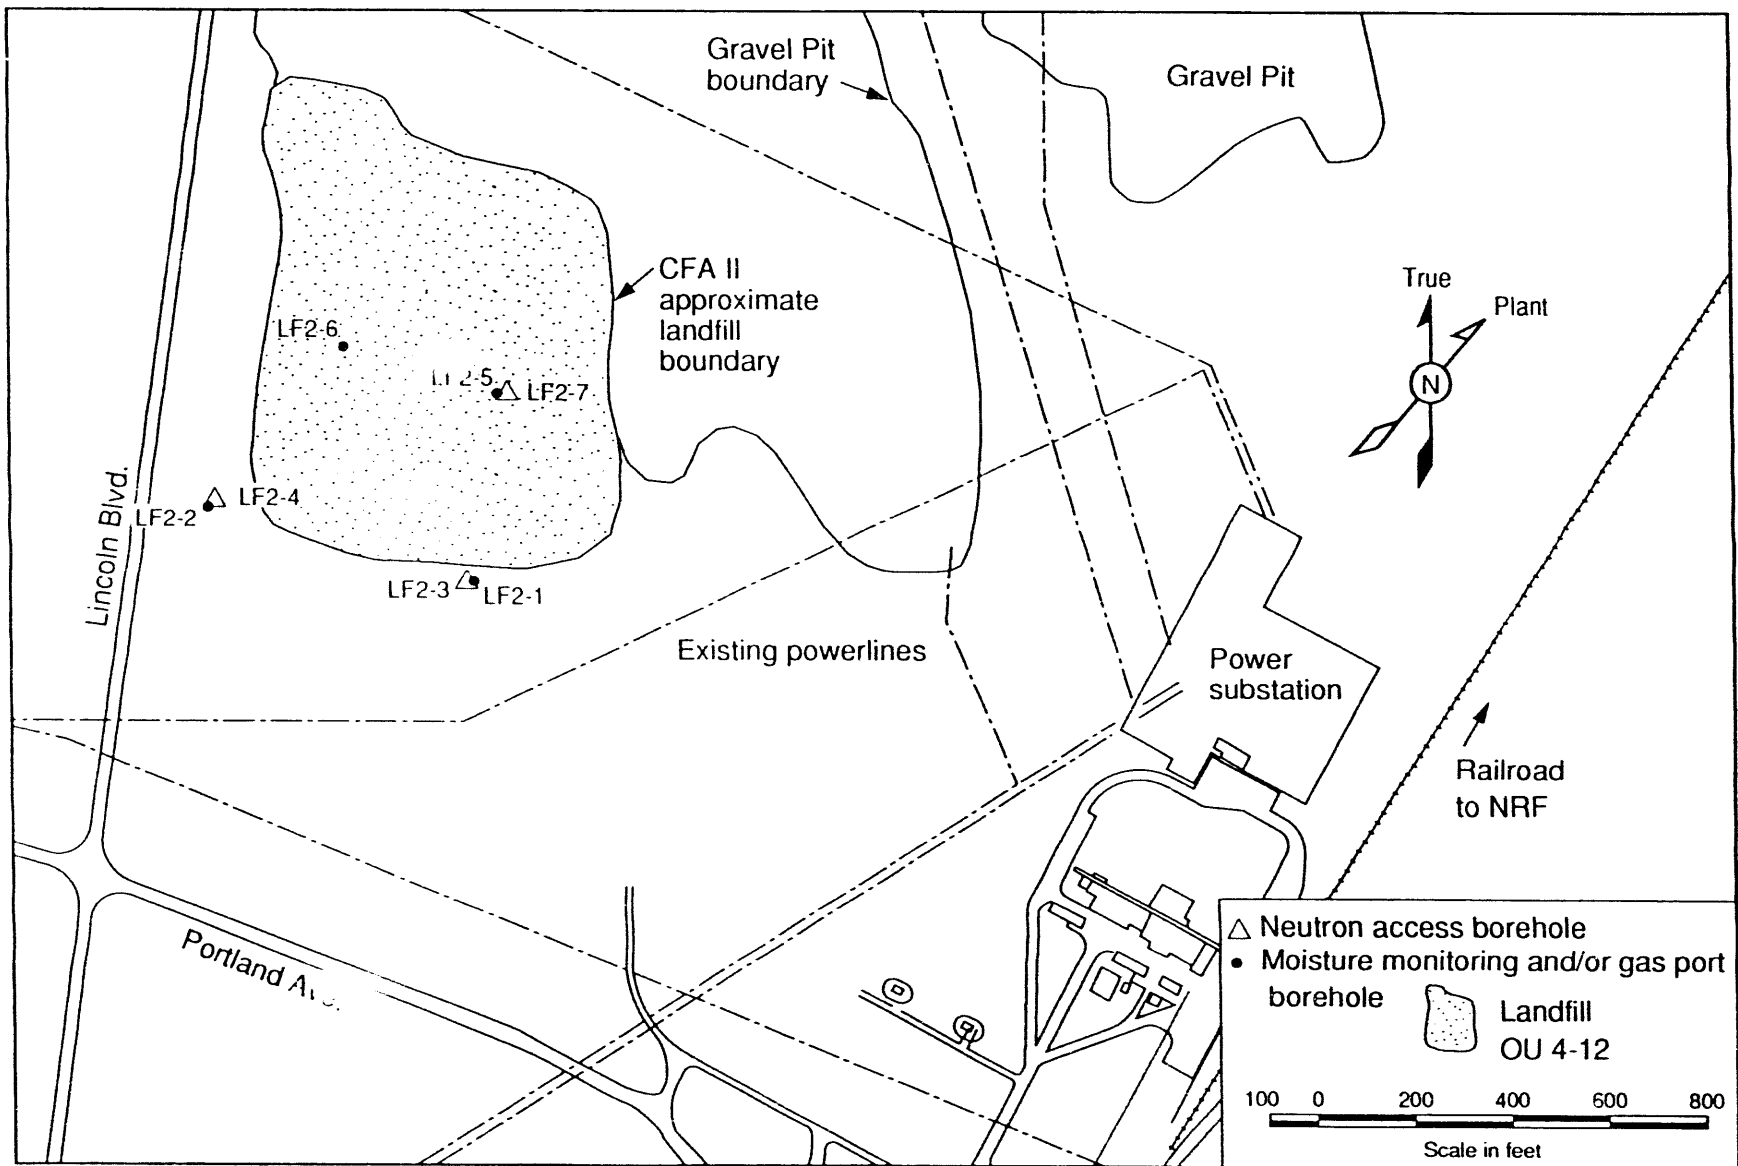 Gravel Pit
boundary
Gravel Pit
CFA II
approximate
landfill
boundary
True
Plant
N
LF2-6
LF2-5
LF2-7
LF2-4
LF2-2
LF2-3
LF2-1
Lincoln Blvd.
Existing powerlines
Power
substation
Railroad
to NRF
Portland Ave.
Neutron access borehole
Moisture monitoring and/or gas port
borehole
Landfill
OU 4-12
100 0 200 400 600 800
Scale in feet